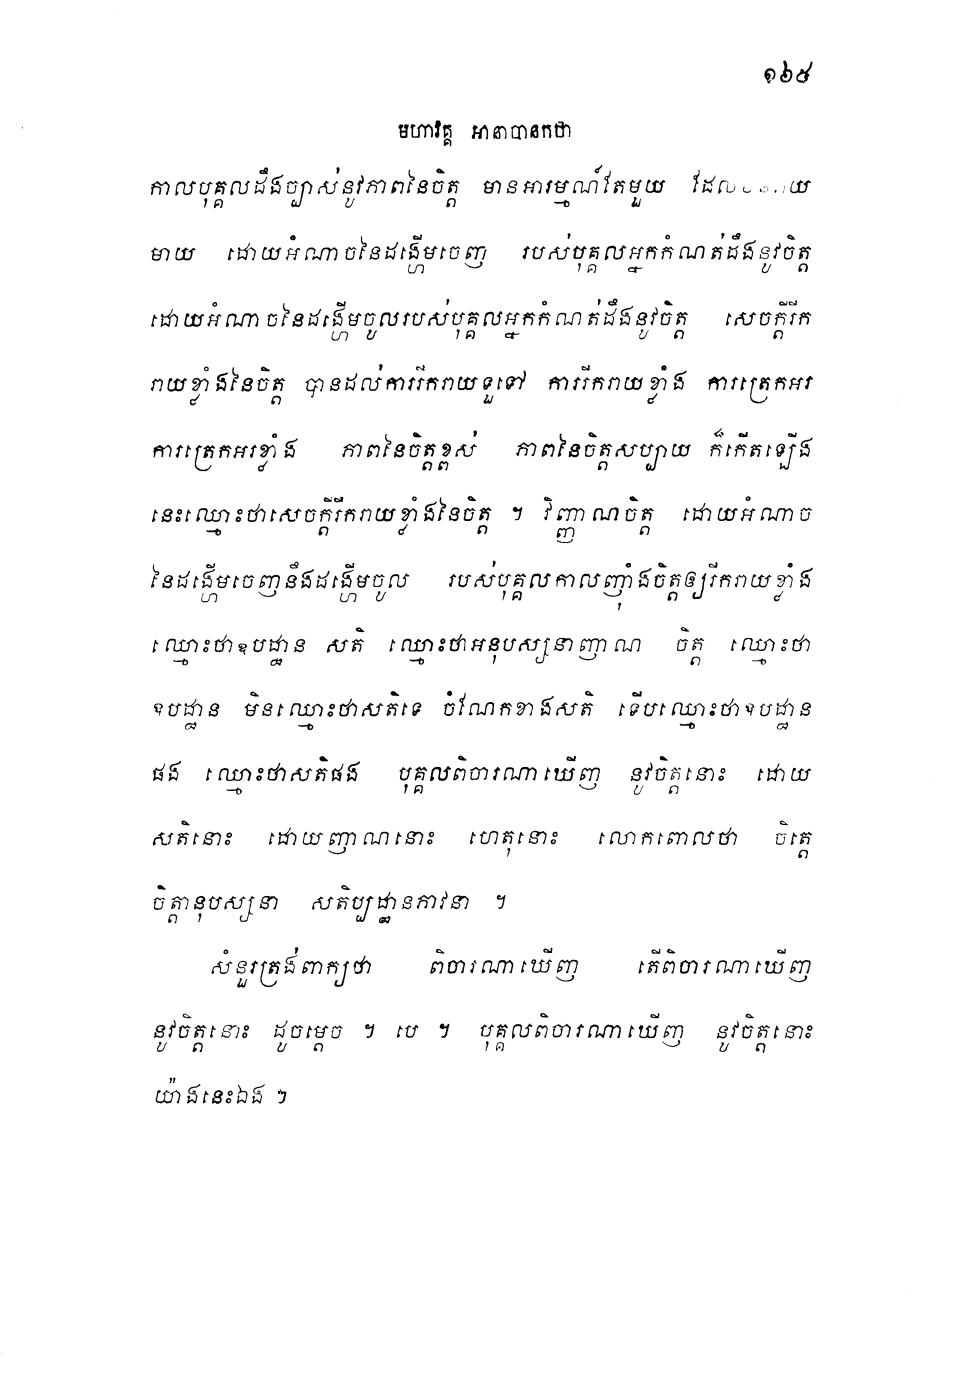 ១៦៩
មហាវគ្គ អានាបានកថា
កាលបុគ្គលដឹងច្បាស់នូវភាពនៃចិត្ត មានអារម្មណ៍តែមួយ ដែល
មាយ ដោយអំណាចនៃដង្ហើមចេញ របស់បុគ្គលអ្នកកំណត់ដឹងនូវចិត្ត
ដោយអំណាចនៃដង្ហើមចូលរបស់បុគ្គលអ្នកកំណត់ដឹងនូវចិត្ត សេចក្តីរីក
រាយខ្លាំងនៃចិត្ត បានដល់ការរីករាយទូទៅ ការរីករាយខ្លាំង ការត្រេកអរ
ការត្រេកអរខ្លាំង ភាពនៃចិត្តខ្ពស់ ភាពនៃចិត្តសប្បាយ ក៏កើតឡើង
នេះឈ្មោះថាសេចក្តីរីករាយខ្លាំងនៃចិត្ត ។ វិញ្ញាណចិត្ត ដោយអំណាច
នៃដង្ហើមចេញនឹងដង្ហើមចូល របស់បុគ្គលកាលញ៉ាំងចិត្តឲ្យរីករាយខ្លាំង
ឈ្មោះថាឧបដ្ឋាន សតិ ឈ្មោះថាអនុបស្សនាញាណ ចិត្ត ឈ្មោះថា
ឧបដ្ឋាន មិនឈ្មោះថាសតិទេ ចំណែកខាងសតិ ទើបឈ្មោះថាឧបដ្ឋាន
ផង ឈ្មោះថាសតិផង បុគ្គលពិចារណាឃើញ នូវចិត្តនោះ ដោយ
សតិនោះ ដោយញាណនោះ ហេតុនោះ លោកពោលថា ចិត្តេ
ចិត្តានុបស្សនា សតិប្បដ្ឋានភាវនា ។
សំនួរត្រង់ពាក្យថា ពិចារណាឃើញ តើពិចារណាឃើញ
នូវចិត្តនោះ ដូចម្តេច ។ បេ ។ បុគ្គលពិចារណាឃើញ នូវចិត្តនោះ
យ៉ាងនេះឯង ។